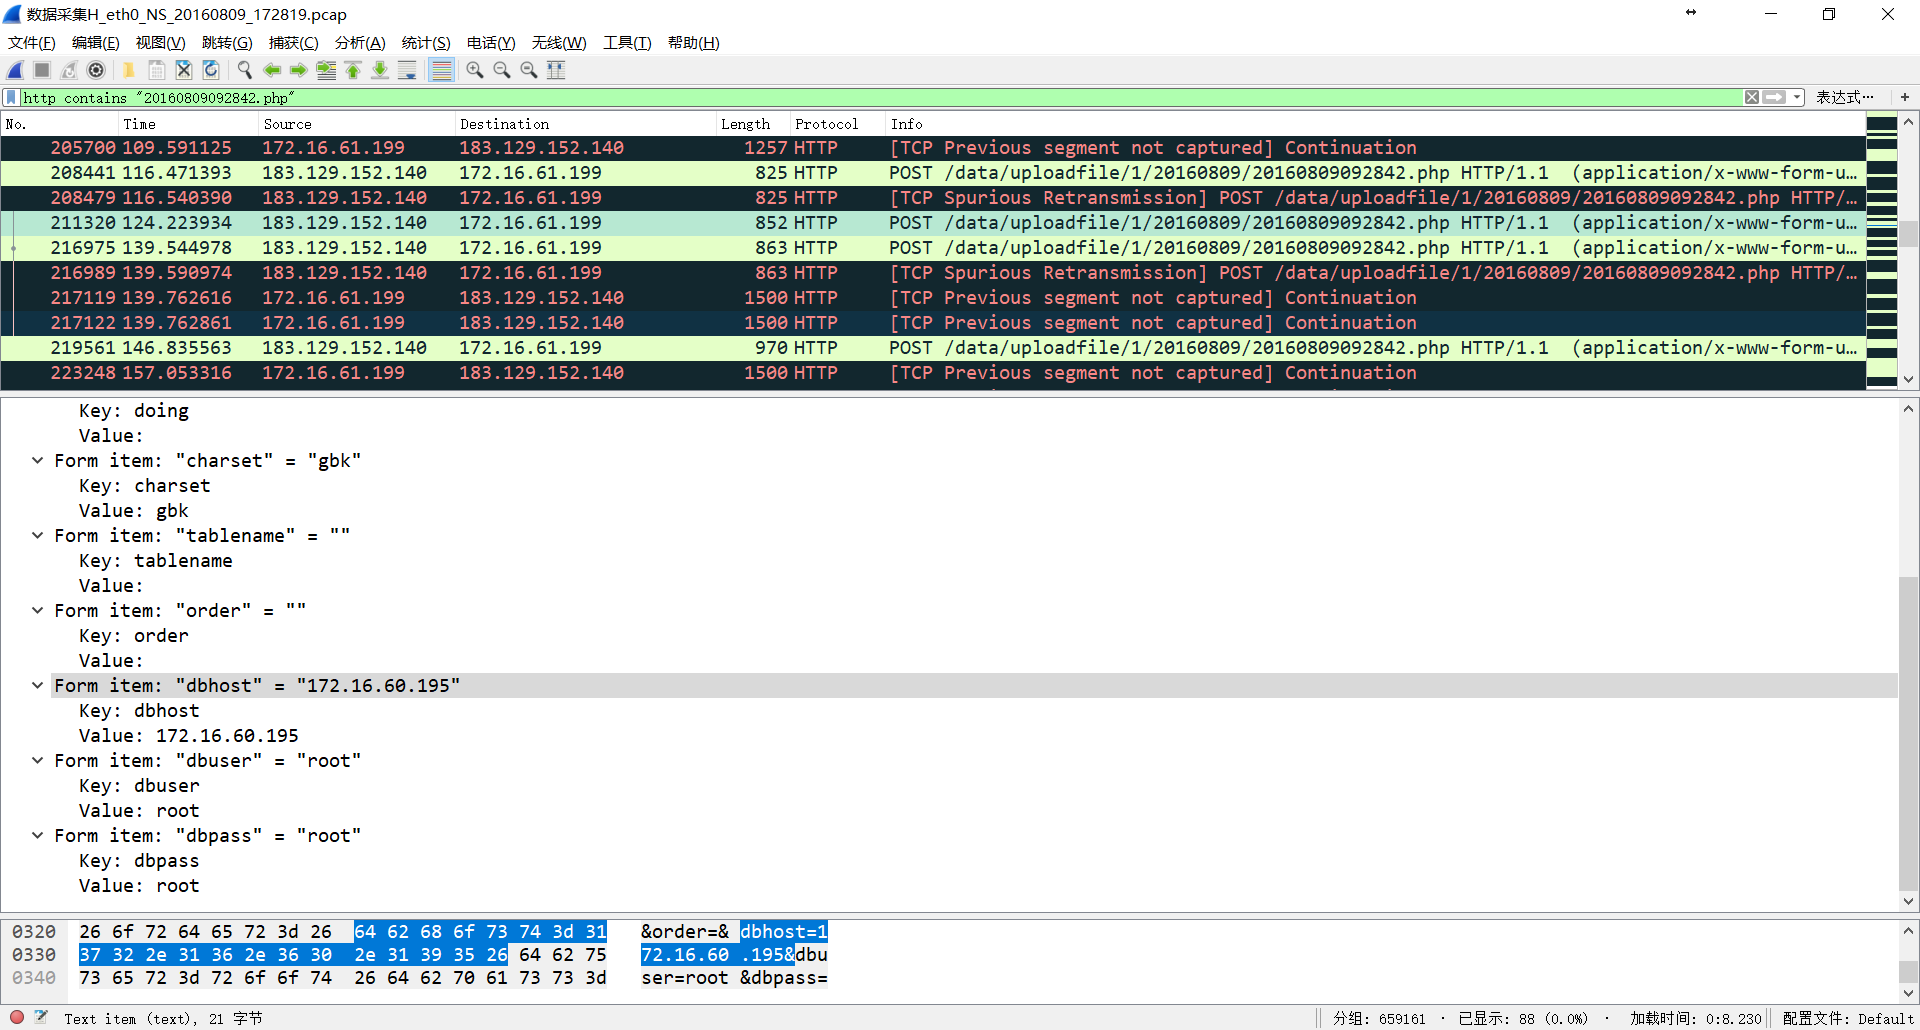 数据采集H_eth0_NS_20160809_172819.pcap
文件(F) 编辑(E) 视图(V) 跳转(G) 捕获(C) 分析(A) 统计(S) 电话(Y) 无线(W) 工具(T) 帮助(H)
http contains "20160809092842.php" 表达式… +
No. Time Source Destination Length Protocol Info
205700 109.591125 172.16.61.199 183.129.152.140 1257 HTTP [TCP Previous segment not captured] Continuation
208441 116.471393 183.129.152.140 172.16.61.199 825 HTTP POST /data/uploadfile/1/20160809/20160809092842.php HTTP/1.1 (application/x-www-form-u…
208479 116.540390 183.129.152.140 172.16.61.199 825 HTTP [TCP Spurious Retransmission] POST /data/uploadfile/1/20160809/20160809092842.php HTTP/…
211320 124.223934 183.129.152.140 172.16.61.199 852 HTTP POST /data/uploadfile/1/20160809/20160809092842.php HTTP/1.1 (application/x-www-form-u…
216975 139.544978 183.129.152.140 172.16.61.199 863 HTTP POST /data/uploadfile/1/20160809/20160809092842.php HTTP/1.1 (application/x-www-form-u…
216989 139.590974 183.129.152.140 172.16.61.199 863 HTTP [TCP Spurious Retransmission] POST /data/uploadfile/1/20160809/20160809092842.php HTTP/…
217119 139.762616 172.16.61.199 183.129.152.140 1500 HTTP [TCP Previous segment not captured] Continuation
217122 139.762861 172.16.61.199 183.129.152.140 1500 HTTP [TCP Previous segment not captured] Continuation
219561 146.835563 183.129.152.140 172.16.61.199 970 HTTP POST /data/uploadfile/1/20160809/20160809092842.php HTTP/1.1 (application/x-www-form-u…
223248 157.053316 172.16.61.199 183.129.152.140 1500 HTTP [TCP Previous segment not captured] Continuation
Key: doing
Value:
Form item: "charset" = "gbk"
Key: charset
Value: gbk
Form item: "tablename" = ""
Key: tablename
Value:
Form item: "order" = ""
Key: order
Value:
Form item: "dbhost" = "172.16.60.195"
Key: dbhost
Value: 172.16.60.195
Form item: "dbuser" = "root"
Key: dbuser
Value: root
Form item: "dbpass" = "root"
Key: dbpass
Value: root
0320 26 6f 72 64 65 72 3d 26 64 62 68 6f 73 74 3d 31 &order=& dbhost=1
0330 37 32 2e 31 36 2e 36 30 2e 31 39 35 26 64 62 75 72.16.60 .195&dbu
0340 73 65 72 3d 72 6f 6f 74 26 64 62 70 61 73 73 3d ser=root &dbpass=
Text item (text), 21 字节 分组: 659161 · 已显示: 88 (0.0%) · 加载时间: 0:8.230 配置文件: Default